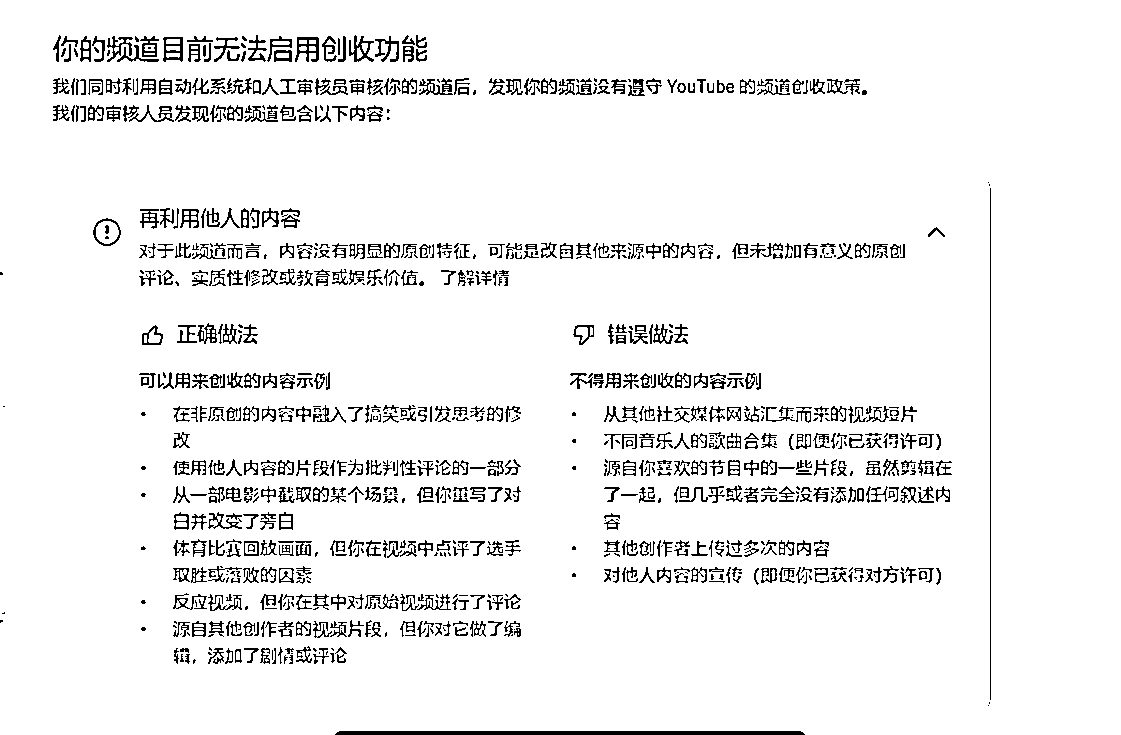 你的频道目前无法启用创收功能
我们同时利用自动化系统和人工审核员审核你的频道后，发现你的频道没有遵守 YouTube 的频道创收政策。
我们的审核人员发现你的频道包含以下内容：
再利用他人的内容
对于此频道而言，内容没有明显的原创特征，可能是改自其他来源中的内容，但未增加有意义的原创
评论、实质性修改或教育或娱乐价值。 了解详情
正确做法
可以用来创收的内容示例
• 在非原创的内容中融入了搞笑或引发思考的修
改
• 使用他人内容的片段作为批判性评论的一部分
• 从一部电影中截取的某个场景，但你重写了对
白并改变了旁白
• 体育比赛回放画面，但你在视频中点评了选手
取胜或落败的因素
• 反应视频，但你在其中对原始视频进行了评论
• 源自其他创作者的视频片段，但你对它做了编
辑，添加了剧情或评论
错误做法
不得用来创收的内容示例
• 从其他社交媒体网站汇集而来的视频短片
• 不同音乐人的歌曲合集（即便你已获得许可）
• 源自你喜欢的节目中的一些片段，虽然剪辑在
了一起，但几乎或者完全没有添加任何叙述内
容
• 其他创作者上传过多次的内容
• 对他人内容的宣传（即便你已获得对方许可）